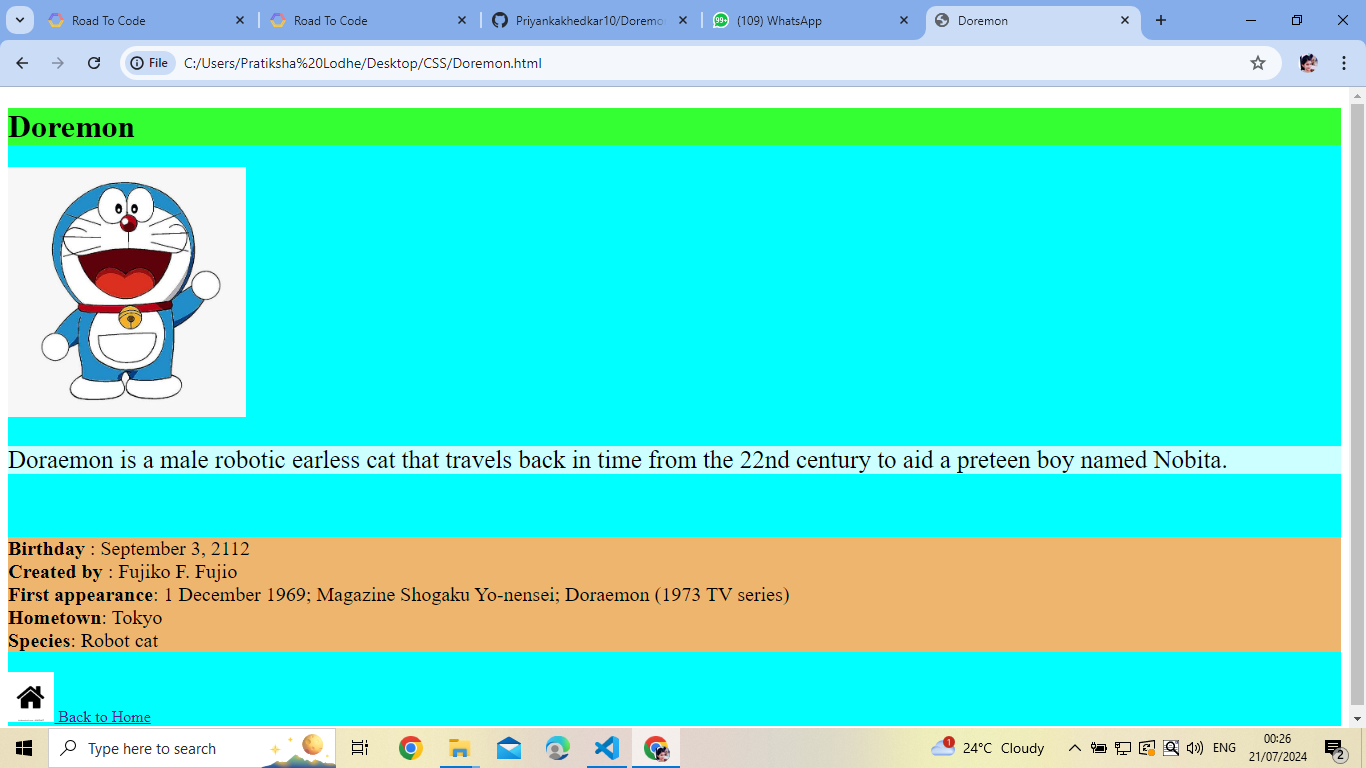 Road To Code
Road To Code
Priyankakhedkar10/Doremo
99+
(109) WhatsApp
Doremon
File
C:/Users/Pratiksha%20Lodhe/Desktop/CSS/Doremon.html
Doremon
Doraemon is a male robotic earless cat that travels back in time from the 22nd century to aid a preteen boy named Nobita.
Birthday : September 3, 2112
Created by : Fujiko F. Fujio
First appearance: 1 December 1969; Magazine Shogaku Yo-nensei; Doraemon (1973 TV series)
Hometown: Tokyo
Species: Robot cat
Back to Home
Type here to search
1
24°C Cloudy
ENG
00:26
21/07/2024
2